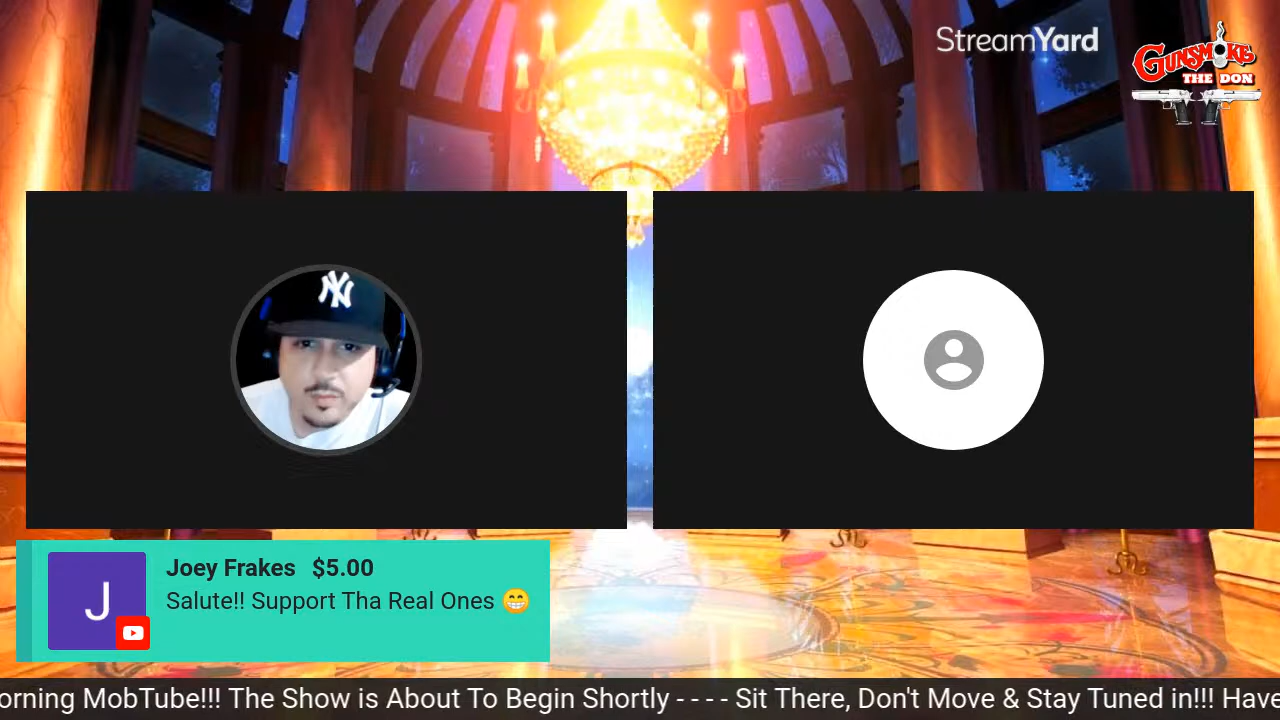 StreamYard
GUNSMOKE
THE DON
NY
Joey Frakes $5.00
J
Salute!! Support Tha Real Ones 😁
orning MobTube!!! The Show is About To Begin Shortly - - - - Sit There, Don't Move & Stay Tuned in!!! Have